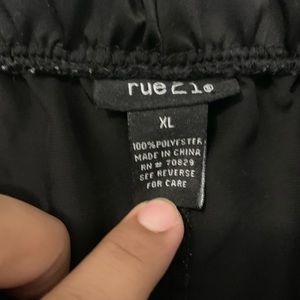 rue21®
XL
100% POLYESTER
MADE IN CHINA
RN # 70829
SEE REVERSE
FOR CARE